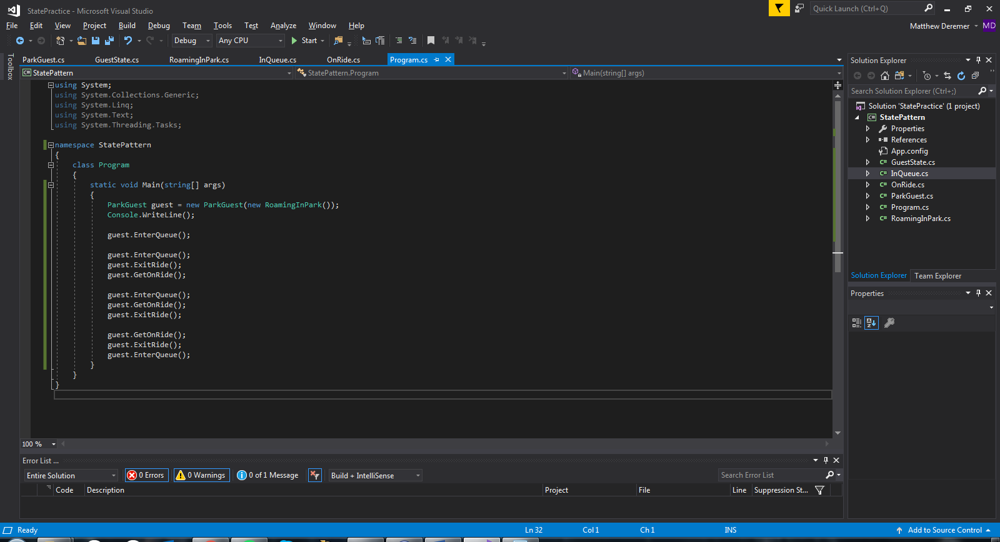 StatePractice - Microsoft Visual Studio
Quick Launch (Ctrl+Q)
File Edit View Project Build Debug Team Tools Test Analyze Window Help
Matthew Deremer MD
Debug Any CPU Start
Toolbox
ParkGuest.cs GuestState.cs RoamingInPark.cs InQueue.cs OnRide.cs Program.cs
C# StatePattern StatePattern.Program Main(string[] args)
using System;
using System.Collections.Generic;
using System.Linq;
using System.Text;
using System.Threading.Tasks;
namespace StatePattern
{
class Program
{
static void Main(string[] args)
{
ParkGuest guest = new ParkGuest(new RoamingInPark());
Console.WriteLine();
guest.EnterQueue();
guest.EnterQueue();
guest.ExitRide();
guest.GetOnRide();
guest.EnterQueue();
guest.GetOnRide();
guest.ExitRide();
guest.GetOnRide();
guest.ExitRide();
guest.EnterQueue();
}
}
}
100 %
Solution Explorer
Search Solution Explorer (Ctrl+;)
Solution 'StatePractice' (1 project)
C# StatePattern
Properties
References
App.config
C# GuestState.cs
C# InQueue.cs
C# OnRide.cs
C# ParkGuest.cs
C# Program.cs
C# RoamingInPark.cs
Solution Explorer Team Explorer
Properties
Error List ...
Entire Solution 0 Errors 0 Warnings 0 of 1 Message Build + IntelliSense Search Error List
Code Description Project File Line Suppression St...
Ready Ln 32 Col 1 Ch 1 INS Add to Source Control